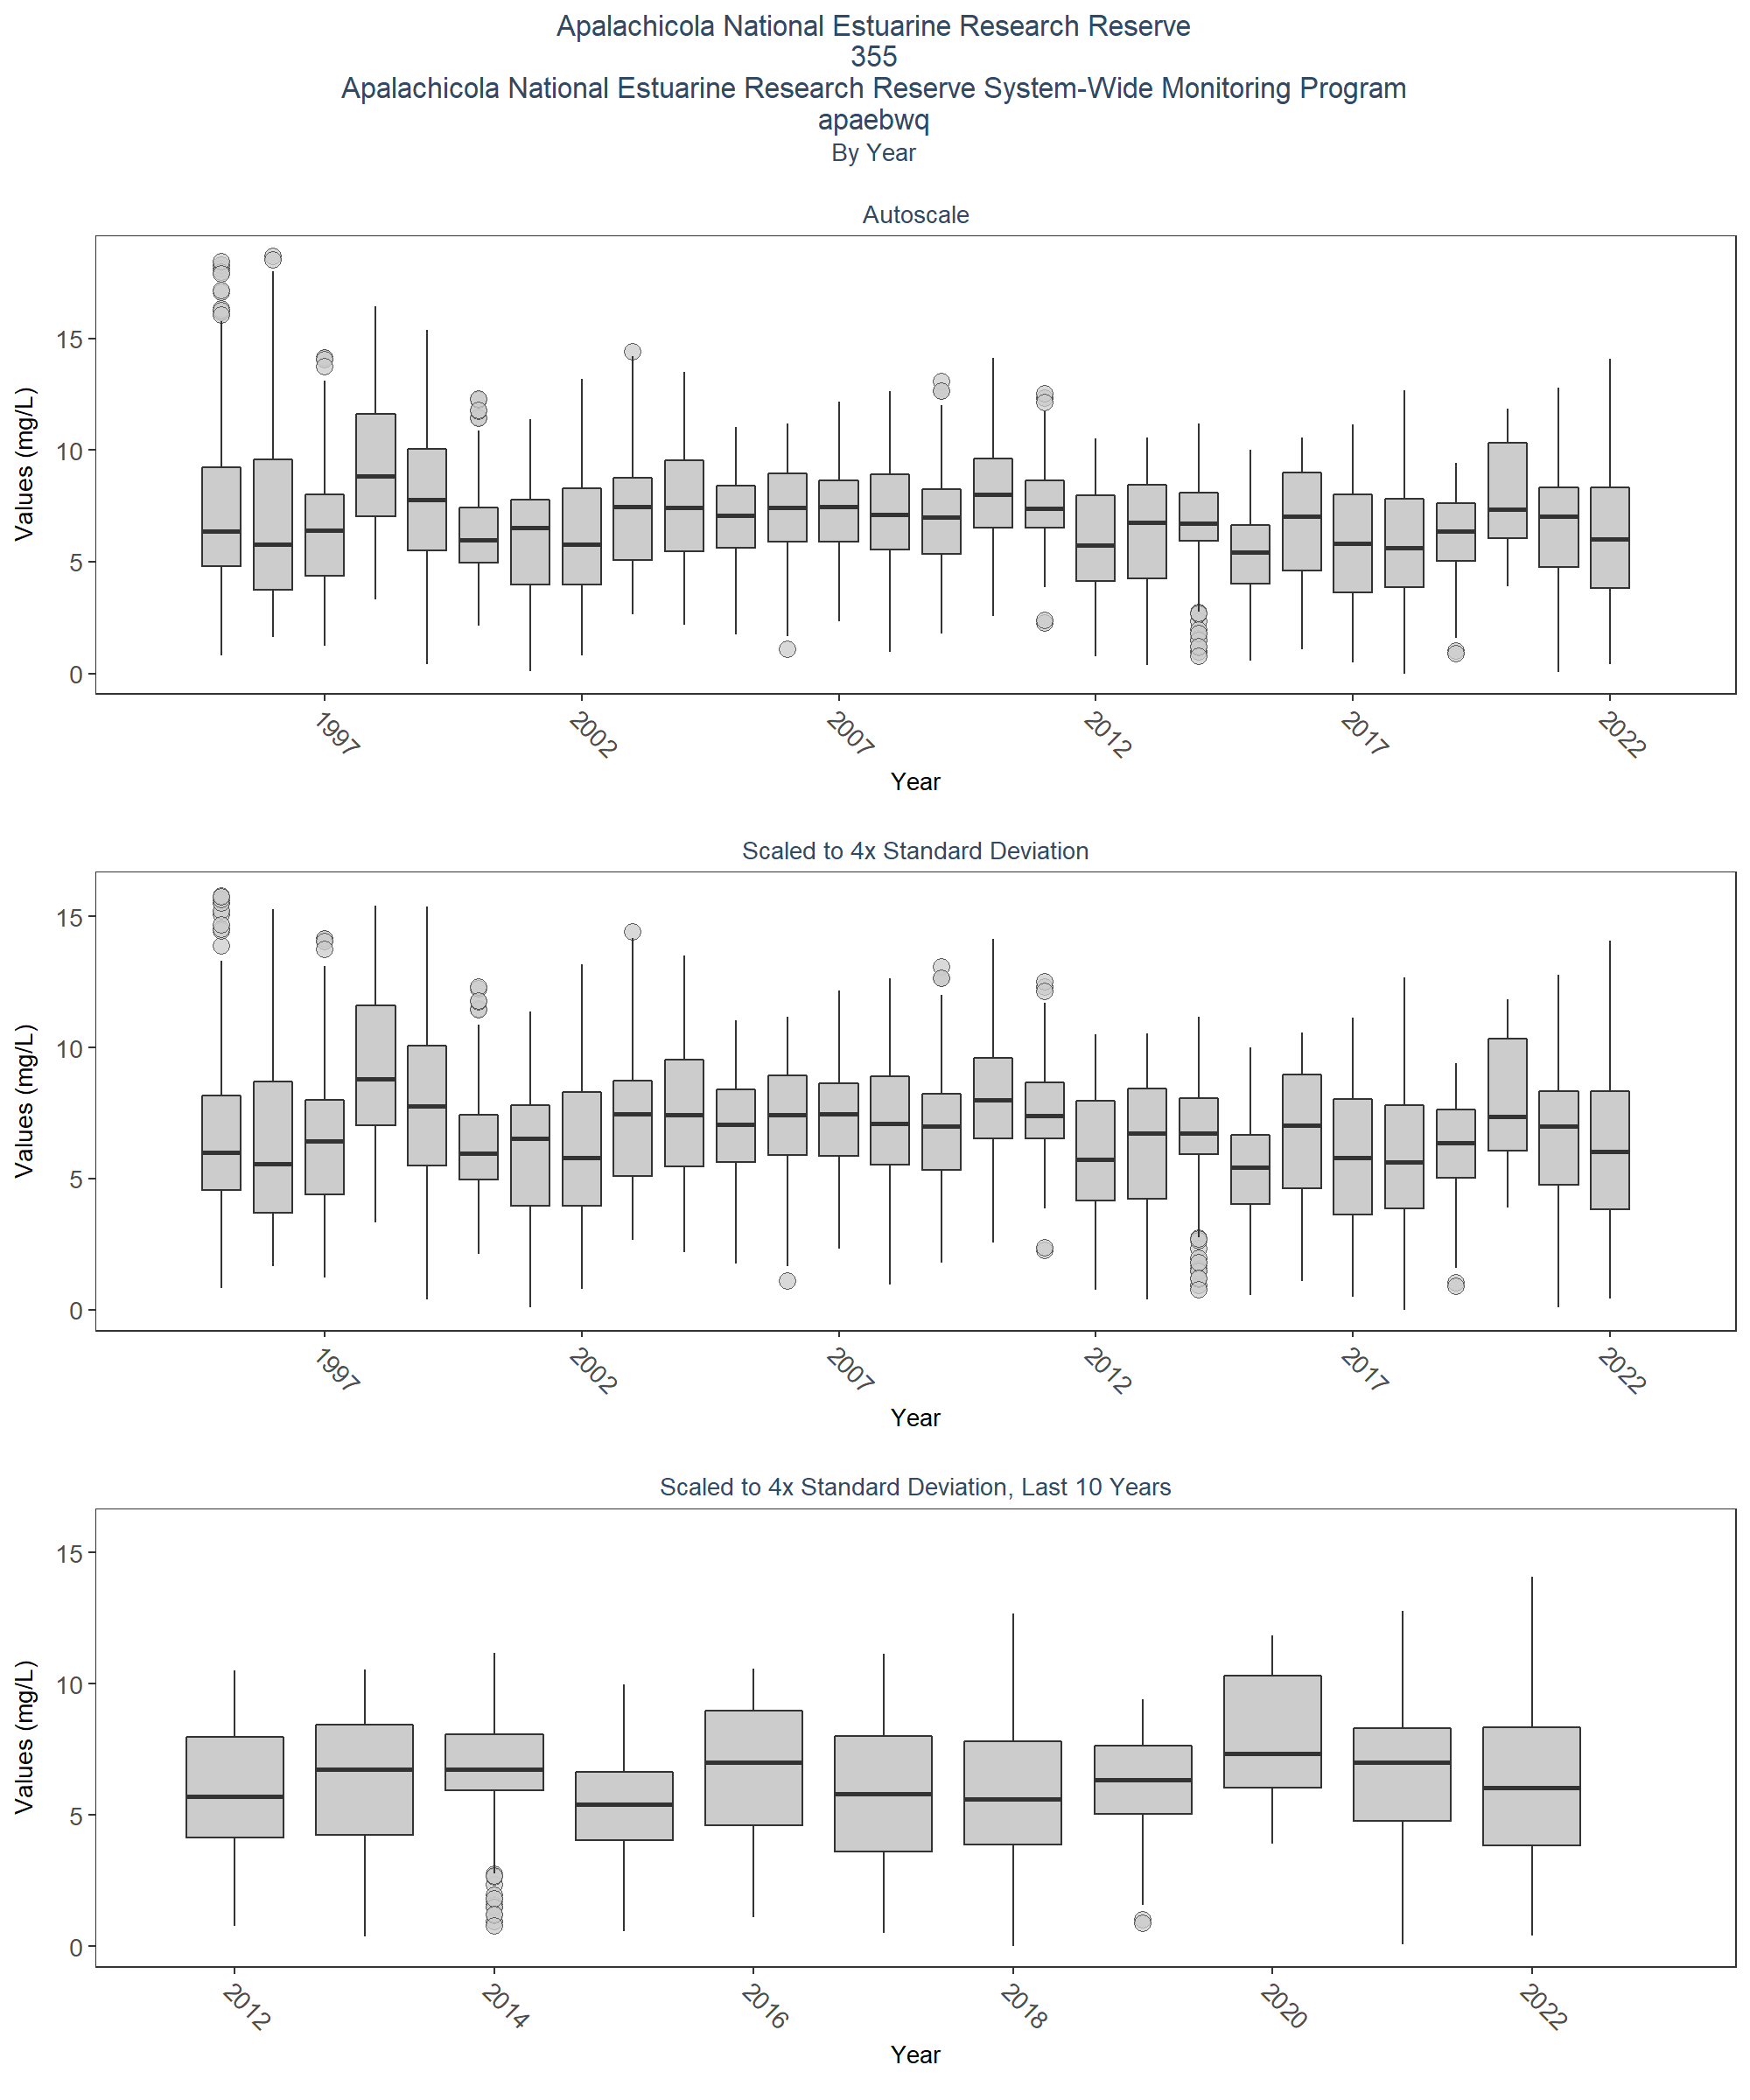 Apalachicola National Estuarine Research Reserve
355
Apalachicola National Estuarine Research Reserve System-Wide Monitoring Program
apaebwq
By Year
Autoscale
Values (mg/L)
15
10
5
0
1997
2002
2007
2012
2017
2022
Year
Scaled to 4x Standard Deviation
Values (mg/L)
15
10
5
0
1997
2002
2007
2012
2017
2022
Year
Scaled to 4x Standard Deviation, Last 10 Years
Values (mg/L)
15
10
5
0
2012
2014
2016
2018
2020
2022
Year